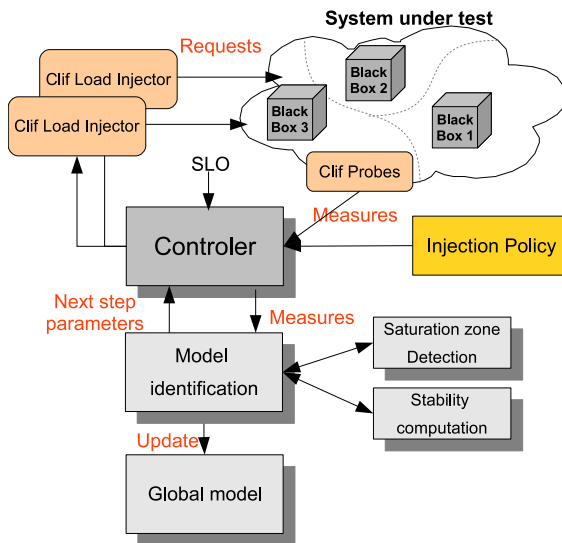 System under test
Requests
Clif Load Injector
Clif Load Injector
Black
Box 2
Black
Box 3
Black
Box 1
SLO
Clif Probes
Measures
Controler
Injection Policy
Next step
parameters
Measures
Model
identification
Saturation zone
Detection
Stability
computation
Update
Global model